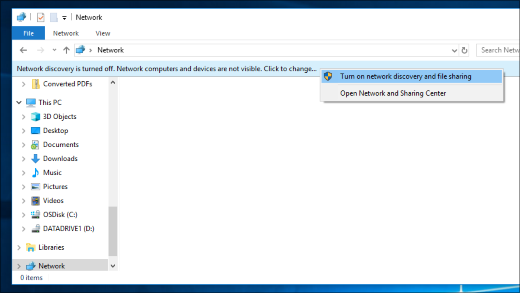 Network
File
Network
View
Network
Search Netw
Network discovery is turned off. Network computers and devices are not visible. Click to change...
Turn on network discovery and file sharing
Open Network and Sharing Center
Converted PDFs
This PC
3D Objects
Desktop
Documents
Downloads
Music
Pictures
Videos
OSDisk (C:)
DATADRIVE1 (D:)
Libraries
Network
0 items